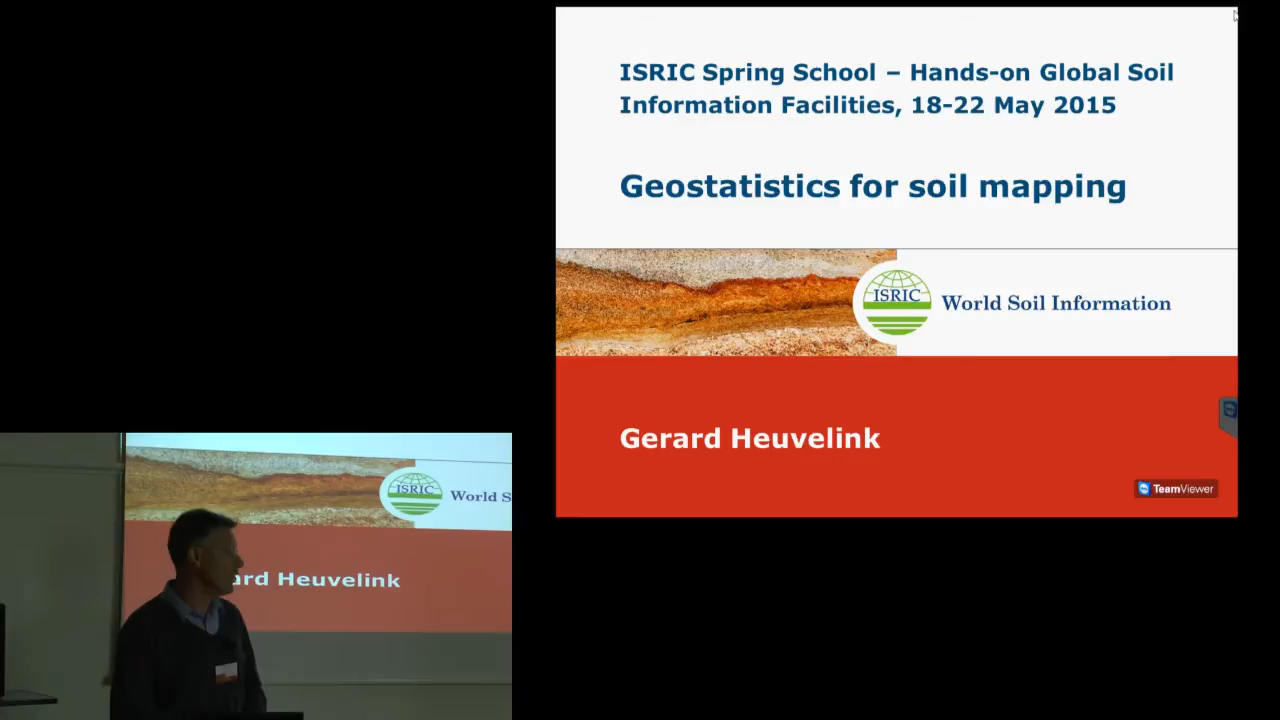 ISRIC Spring School – Hands-on Global Soil
Information Facilities, 18-22 May 2015
Geostatistics for soil mapping
ISRIC
World Soil Information
Gerard Heuvelink
TeamViewer
ISRIC
World S
ard Heuvelink